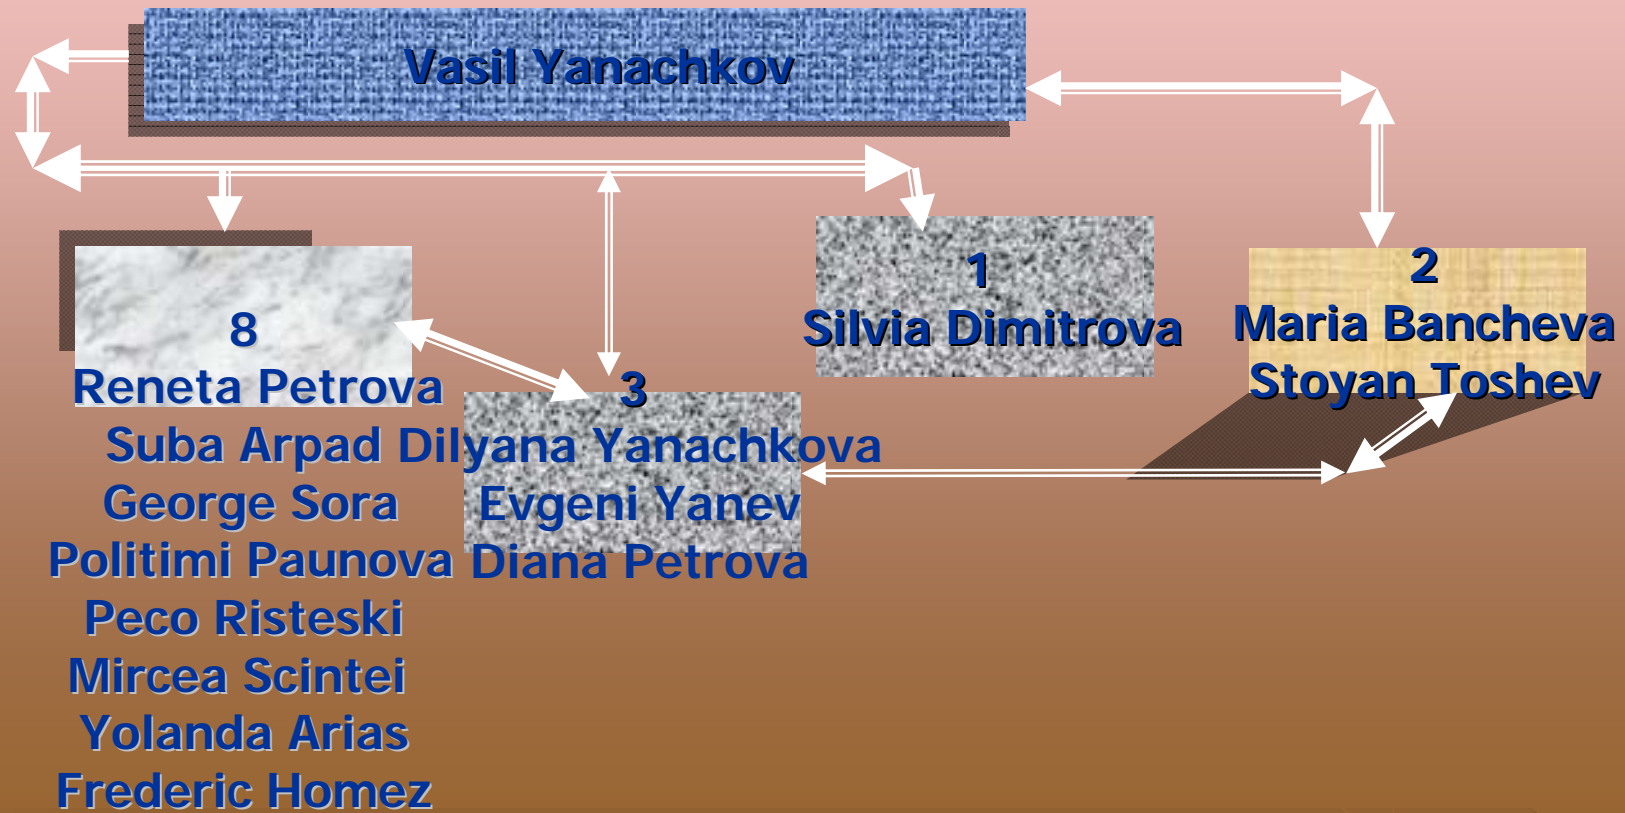 Vasil Yanachkov
8
Reneta Petrova
Suba Arpad
George Sora
Politimi Paunova
Peco Risteski
Mircea Scintei
Yolanda Arias
Frederic Homez
3
Dilyana Yanachkova
Evgeni Yanev
Diana Petrova
1
Silvia Dimitrova
2
Maria Bancheva
Stoyan Toshev